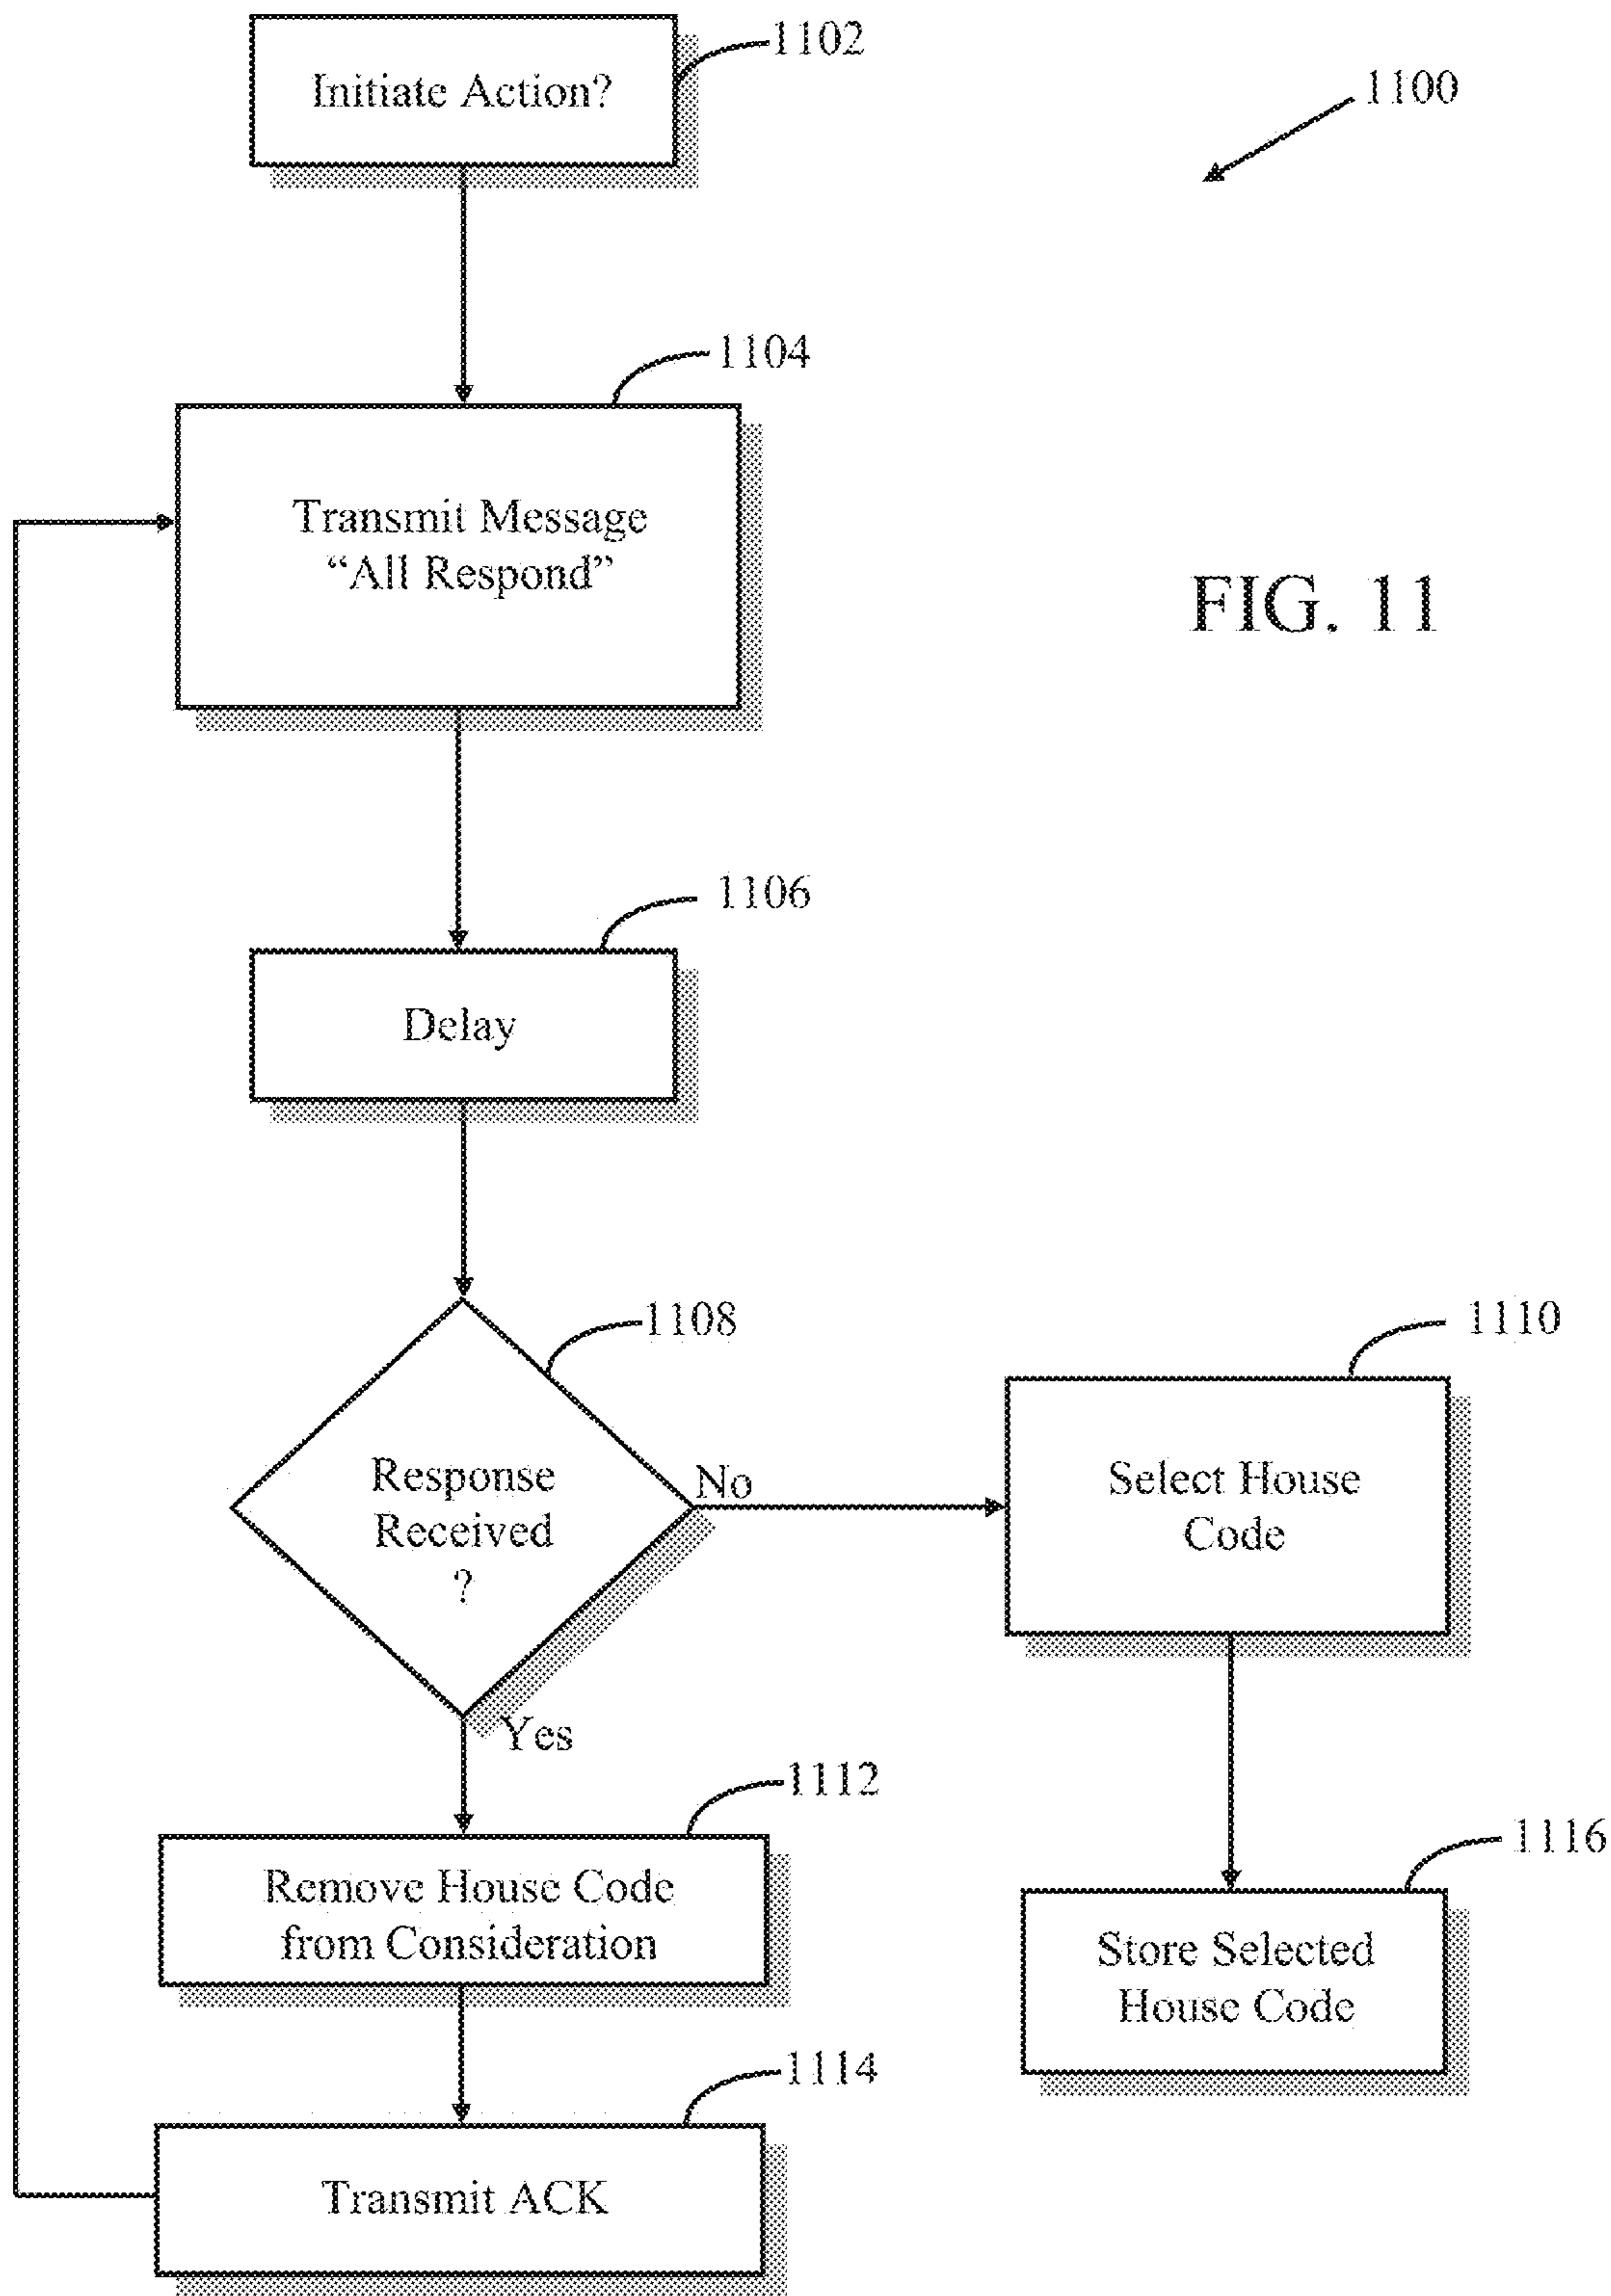 1102
Initiate Action?
1100
1104
Transmit Message
“All Respond”
FIG. 11
1106
Delay
1108
Response
Received
?
No
Yes
1110
Select House
Code
1112
Remove House Code
from Consideration
1116
Store Selected
House Code
1114
Transmit ACK